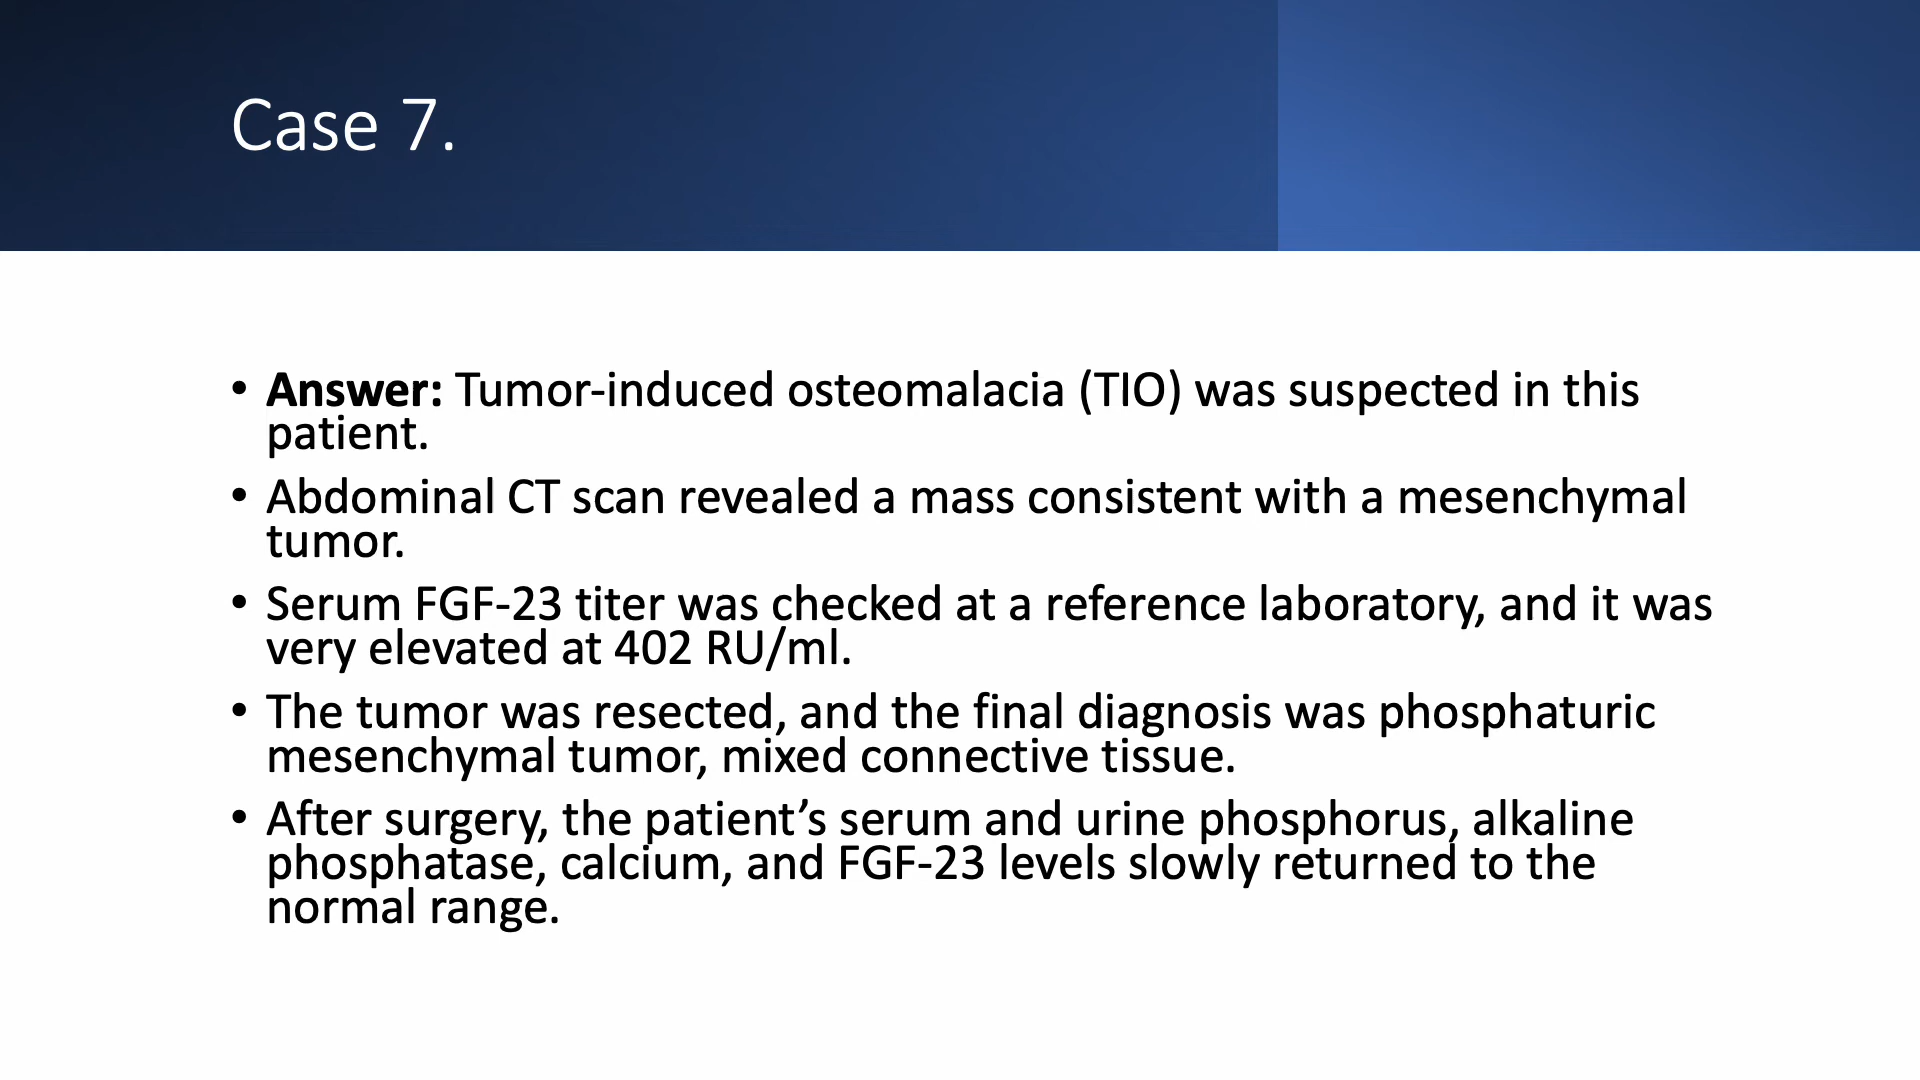 Case 7.
• Answer: Tumor-induced osteomalacia (TIO) was suspected in this
patient.
• Abdominal CT scan revealed a mass consistent with a mesenchymal
tumor.
• Serum FGF-23 titer was checked at a reference laboratory, and it was
very elevated at 402 RU/ml.
• The tumor was resected, and the final diagnosis was phosphaturic
mesenchymal tumor, mixed connective tissue.
• After surgery, the patient’s serum and urine phosphorus, alkaline
phosphatase, calcium, and FGF-23 levels slowly returned to the
normal range.